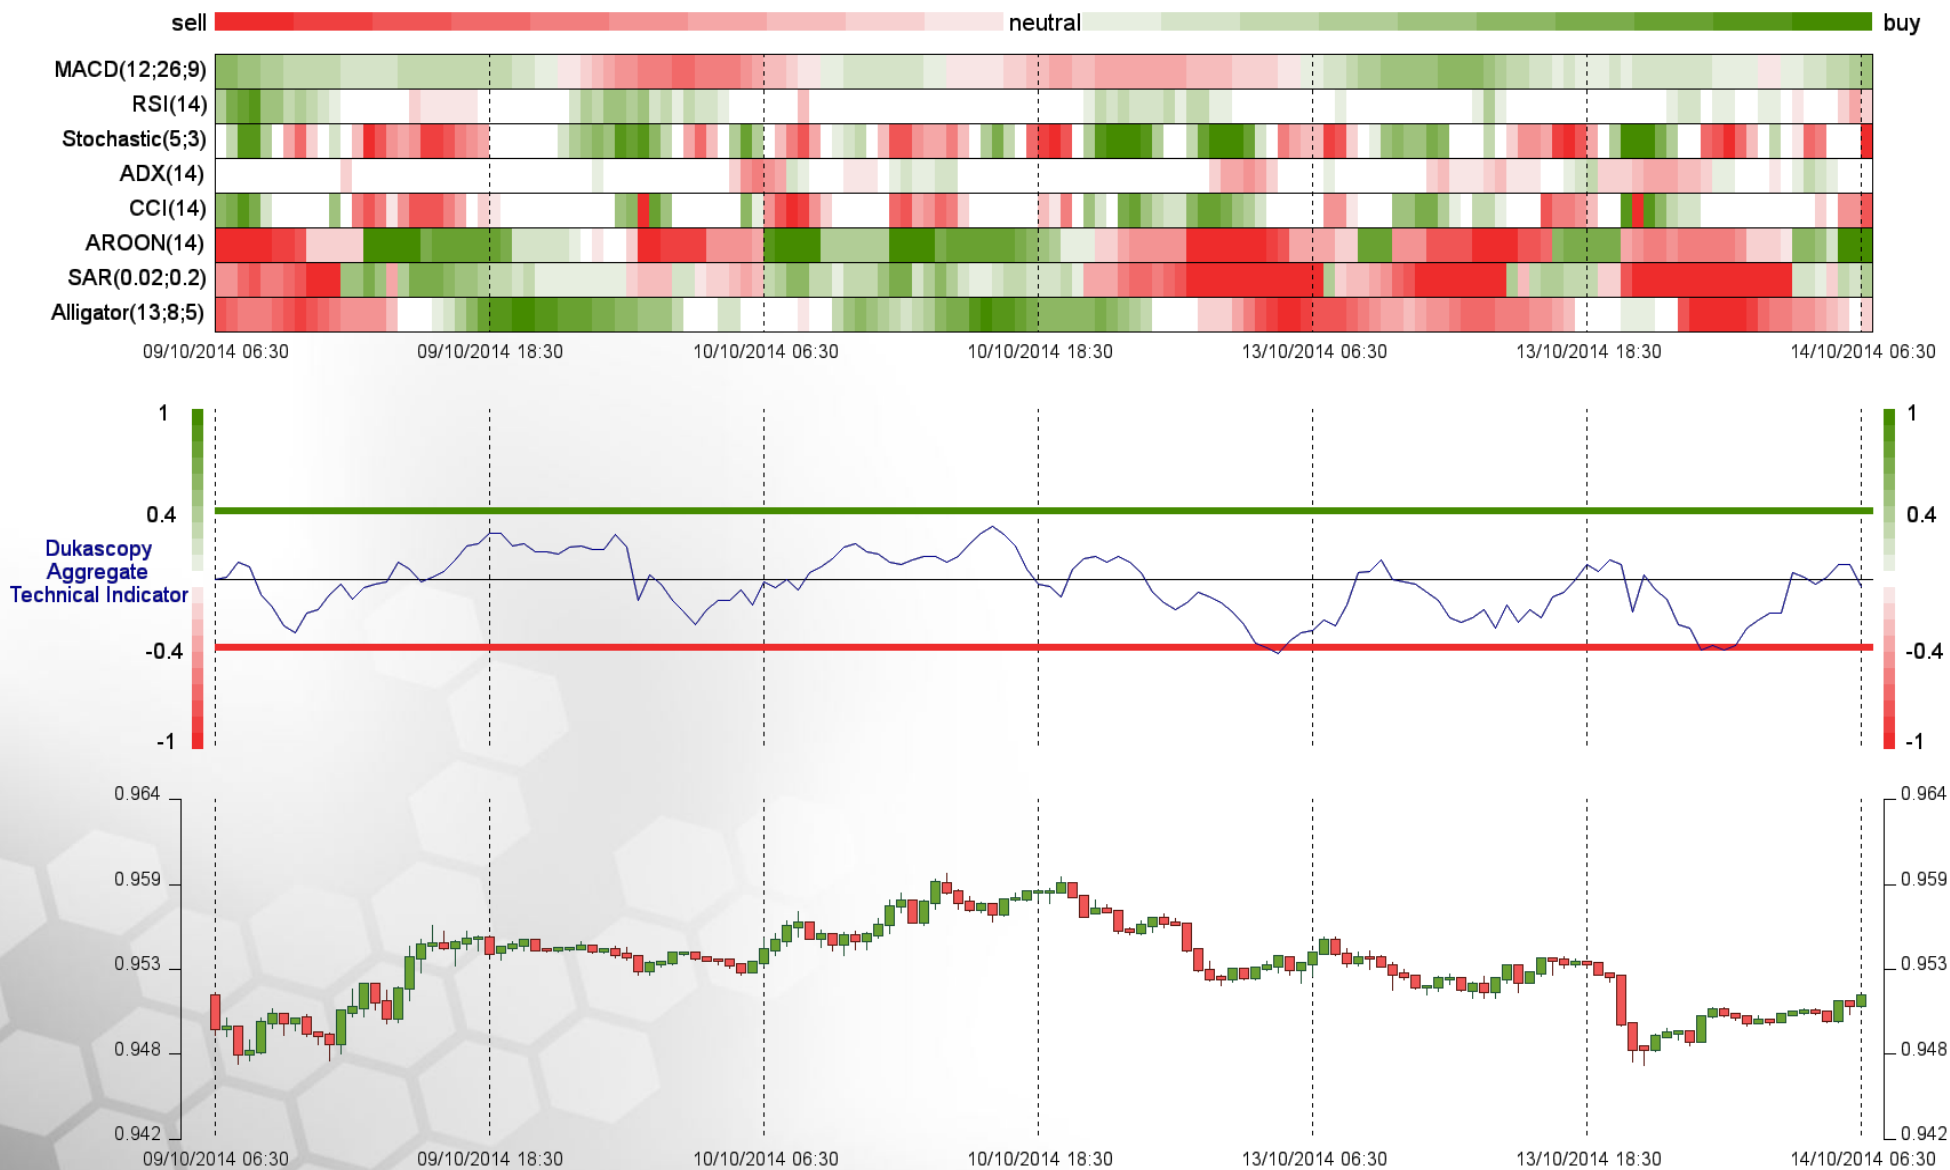 sell neutral buy
MACD(12;26;9)
RSI(14)
Stochastic(5;3)
ADX(14)
CCI(14)
AROON(14)
SAR(0.02;0.2)
Alligator(13;8;5)
09/10/2014 06:30 09/10/2014 18:30 10/10/2014 06:30 10/10/2014 18:30 13/10/2014 06:30 13/10/2014 18:30 14/10/2014 06:30
1 1
0.4 0.4
Dukascopy
Aggregate
Technical Indicator
-0.4 -0.4
-1 -1
0.964 0.964
0.959 0.959
0.953 0.953
0.948 0.948
0.942 0.942
09/10/2014 06:30 09/10/2014 18:30 10/10/2014 06:30 10/10/2014 18:30 13/10/2014 06:30 13/10/2014 18:30 14/10/2014 06:30